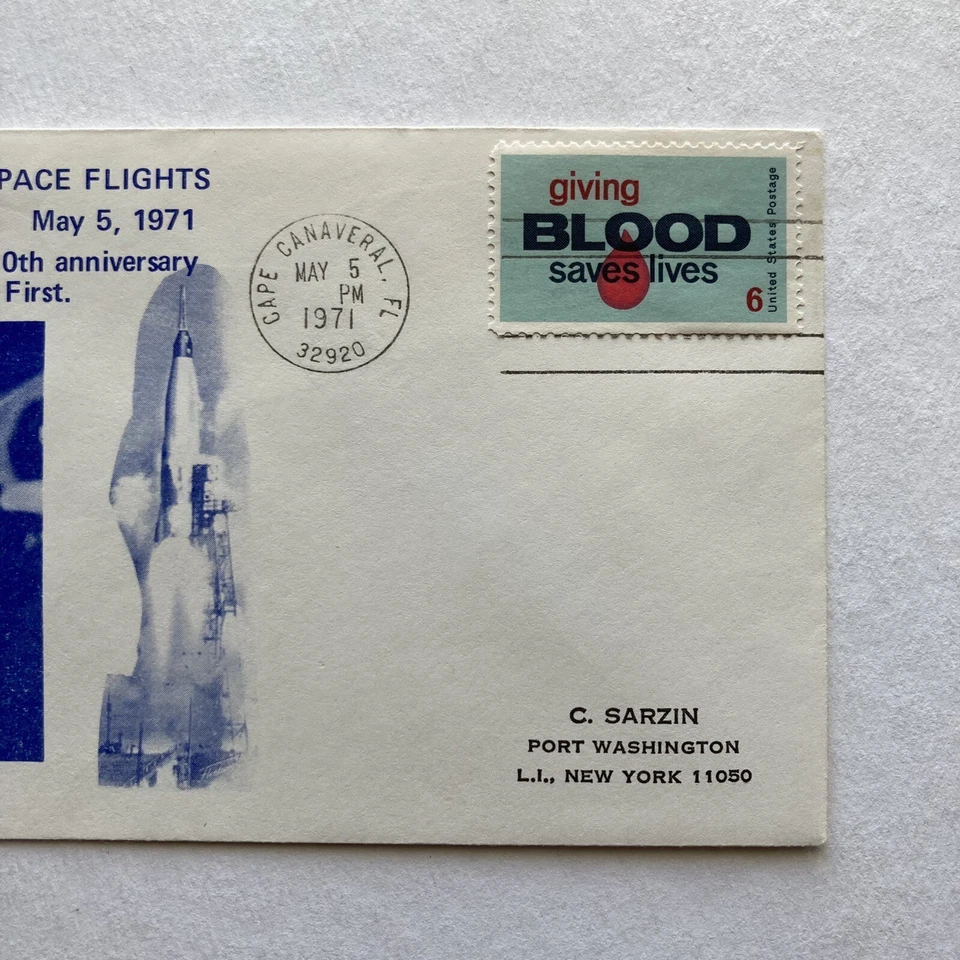 PACE FLIGHTS
May 5, 1971
0th anniversary
First.
CAPE CANAVERAL, FL
MAY 5
PM
1971
32920
giving
BLOOD
saves lives
6
United States Postage
C. SARZIN
PORT WASHINGTON
L.I., NEW YORK 11050